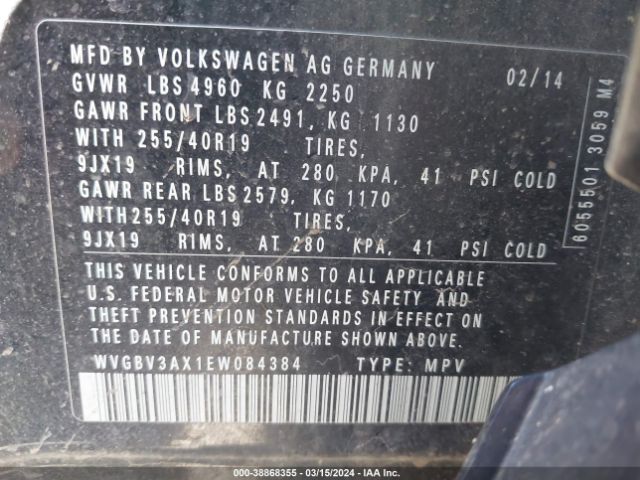 MFD BY VOLKSWAGEN AG GERMANY 02/14
GVWR LBS 4960 KG 2250
GAWR FRONT LBS 2491, KG 1130
WITH 255/40R19 TIRES,
9JX19 RIMS, AT 280 KPA, 41 PSI COLD
GAWR REAR LBS 2579, KG 1170
WITH 255/40R19 TIRES,
9JX19 RIMS, AT 280 KPA, 41 PSI COLD
THIS VEHICLE CONFORMS TO ALL APPLICABLE
U.S. FEDERAL MOTOR VEHICLE SAFETY AND
THEFT PREVENTION STANDARDS IN EFFECT ON
THE DATE OF MANUFACTURE SHOWN ABOVE.
WVGBV3AX1EW084384 TYPE: MPV
6055501 3059 M4
000-38868355 — 03/15/2024 — IAA Inc.